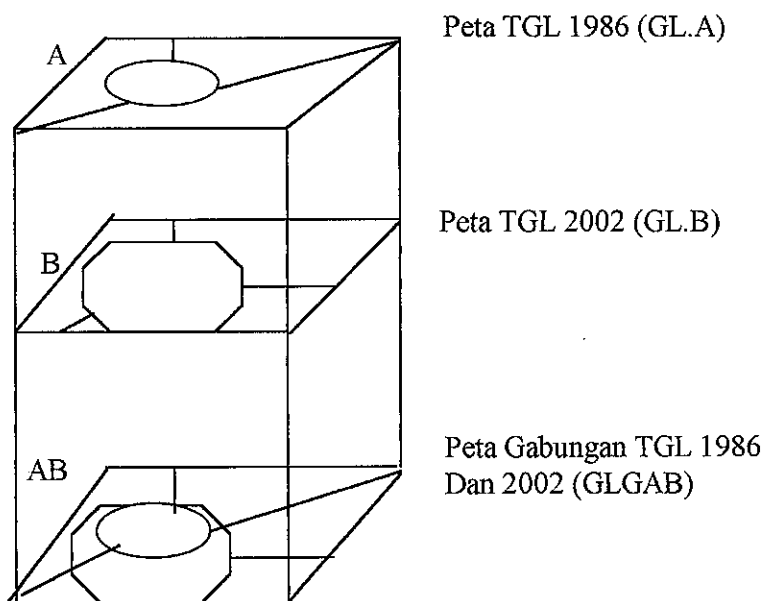 Peta TGL 1986 (GL.A)
A
Peta TGL 2002 (GL.B)
B
AB
Peta Gabungan TGL 1986
Dan 2002 (GLGAB)